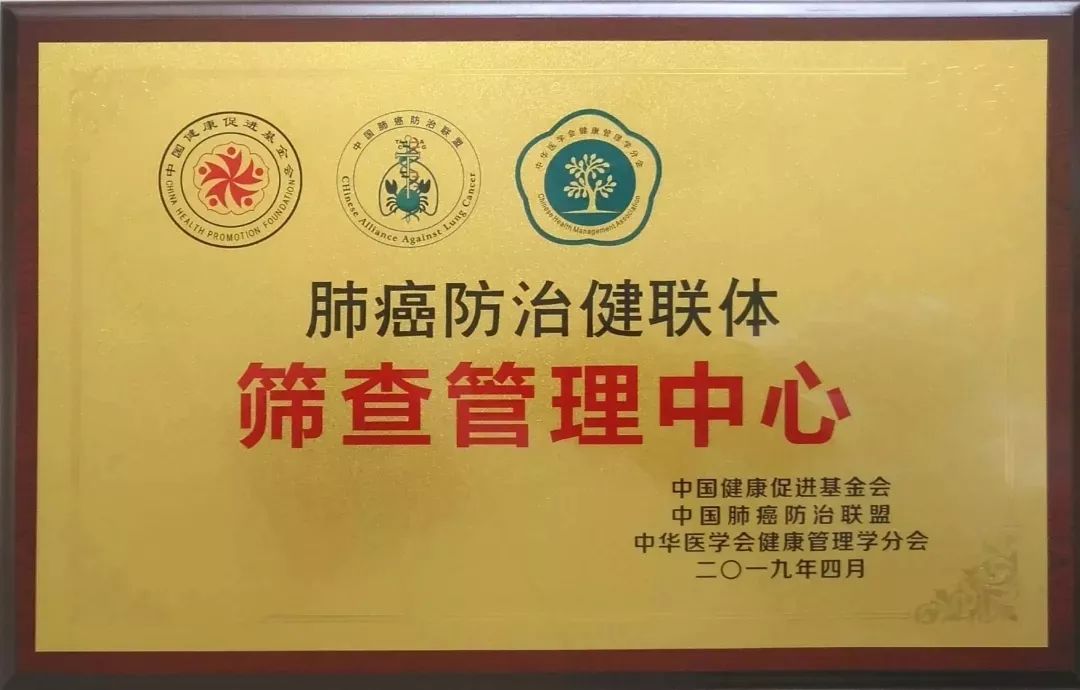 中国健康促进基金会
CHINA HEALTH PROMOTION FOUNDATION
中国肺癌防治联盟
CHinese Alliance Against Lung Cancer
中华医学会健康管理学分会
Chinese Health Management Association
肺癌防治健联体
筛查管理中心
中国健康促进基金会
中国肺癌防治联盟
中华医学会健康管理学分会
二〇一九年四月